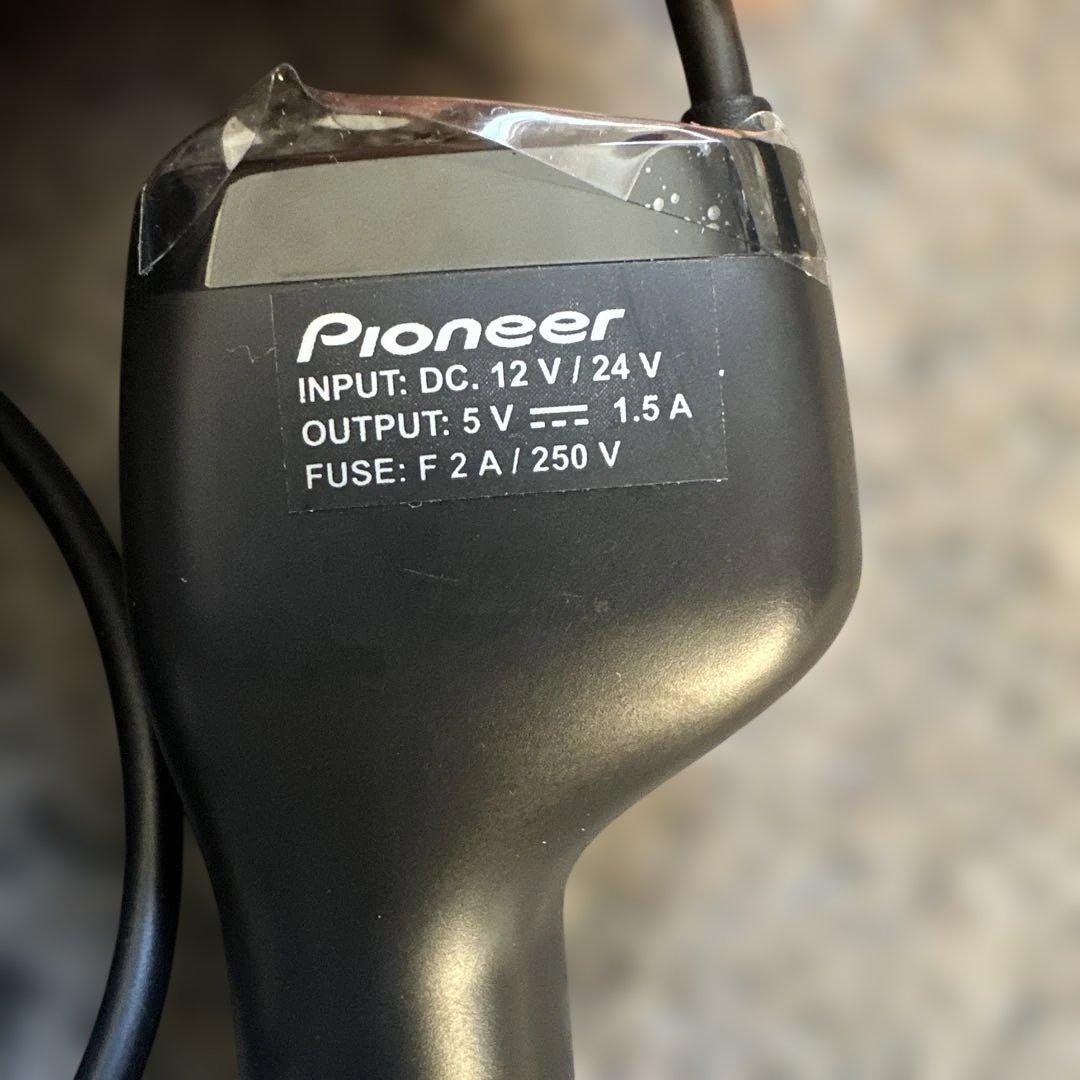 Pioneer
INPUT: DC. 12 V / 24 V
OUTPUT: 5 V ⎓ 1.5 A
FUSE: F 2 A / 250 V